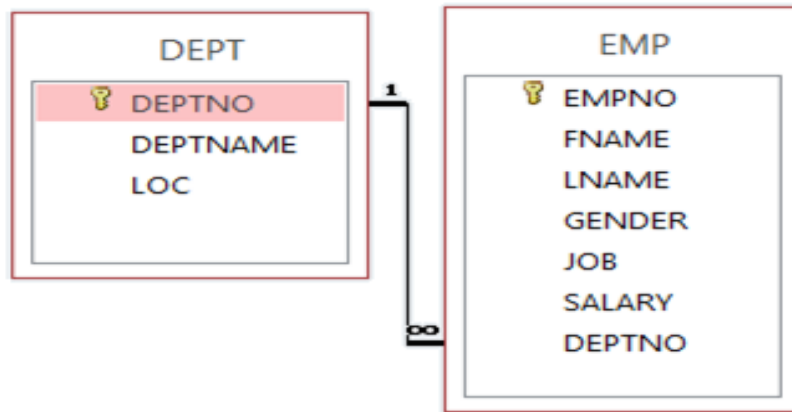 DEPT
DEPTNO
DEPTNAME
LOC
1
∞
EMP
EMPNO
FNAME
LNAME
GENDER
JOB
SALARY
DEPTNO